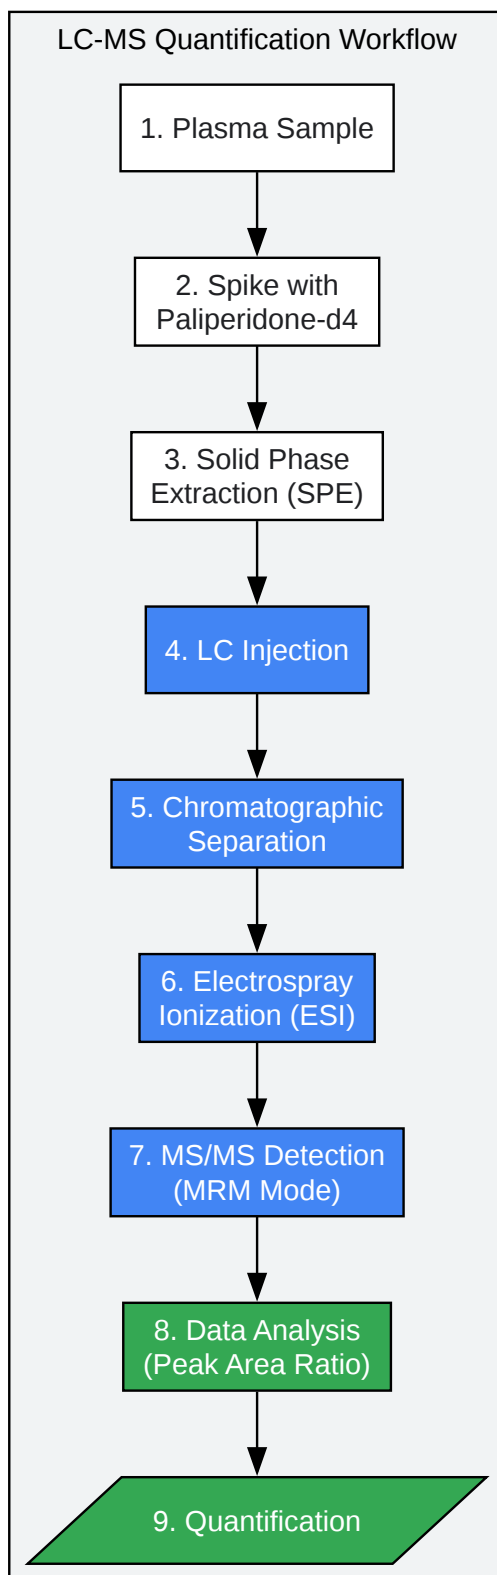 LC-MS Quantification Workflow
1. Plasma Sample
2. Spike with
Paliperidone-d4
3. Solid Phase
Extraction (SPE)
4. LC Injection
5. Chromatographic
Separation
6. Electrospray
Ionization (ESI)
7. MS/MS Detection
(MRM Mode)
8. Data Analysis
(Peak Area Ratio)
9. Quantification